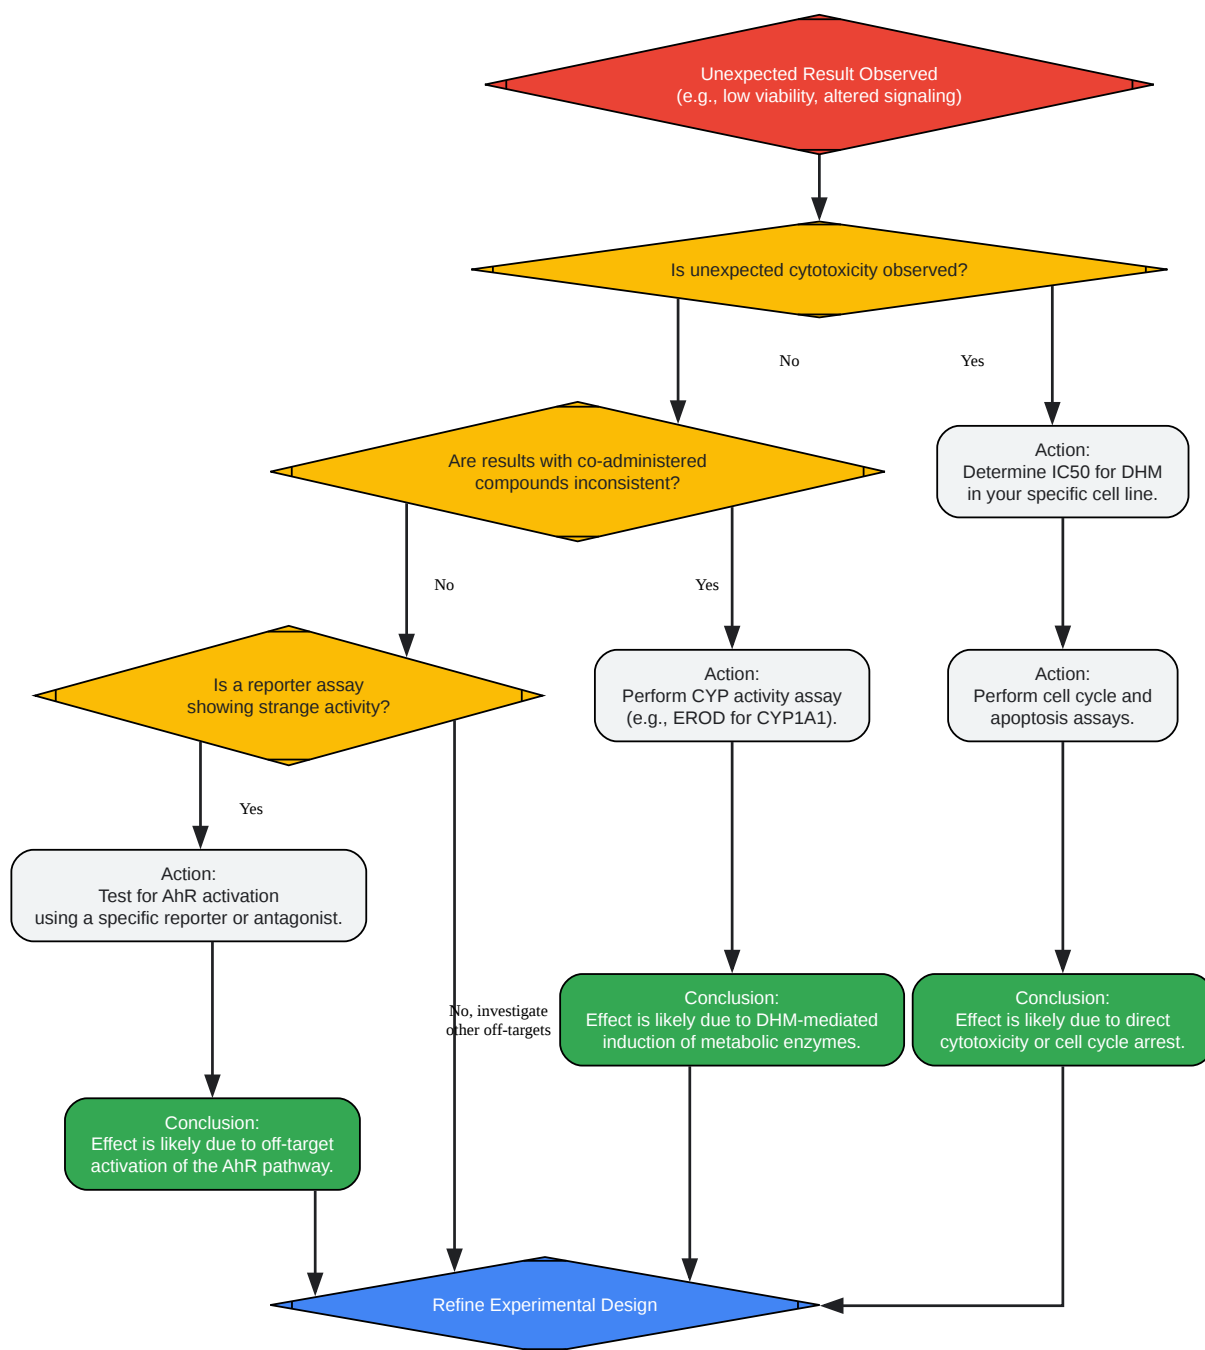 Unexpected Result Observed
(e.g., low viability, altered signaling)
Is unexpected cytotoxicity observed?
No
Yes
Are results with co-administered
compounds inconsistent?
Action:
Determine IC50 for DHM
in your specific cell line.
No
Yes
Is a reporter assay
showing strange activity?
Action:
Perform CYP activity assay
(e.g., EROD for CYP1A1).
Action:
Perform cell cycle and
apoptosis assays.
Yes
Action:
Test for AhR activation
using a specific reporter or antagonist.
No, investigate
other off-targets
Conclusion:
Effect is likely due to DHM-mediated
induction of metabolic enzymes.
Conclusion:
Effect is likely due to direct
cytotoxicity or cell cycle arrest.
Conclusion:
Effect is likely due to off-target
activation of the AhR pathway.
Refine Experimental Design